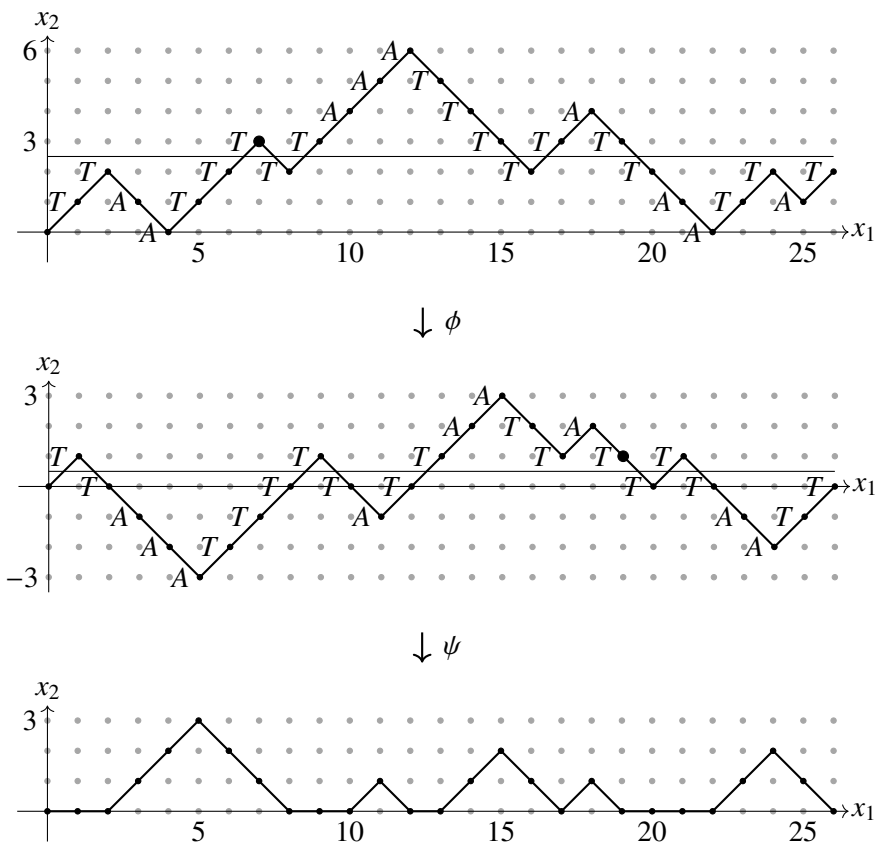 x₂
6
3
T T A A T T T T T A A A T T T T T A T T A A T T A T
5 10 15 20 25 x₁
↓ ϕ
x₂
3
T T A A A T T T T A T T A A T T A T T T T A A T T
x₁
−3
↓ ψ
x₂
3
5 10 15 20 25 x₁